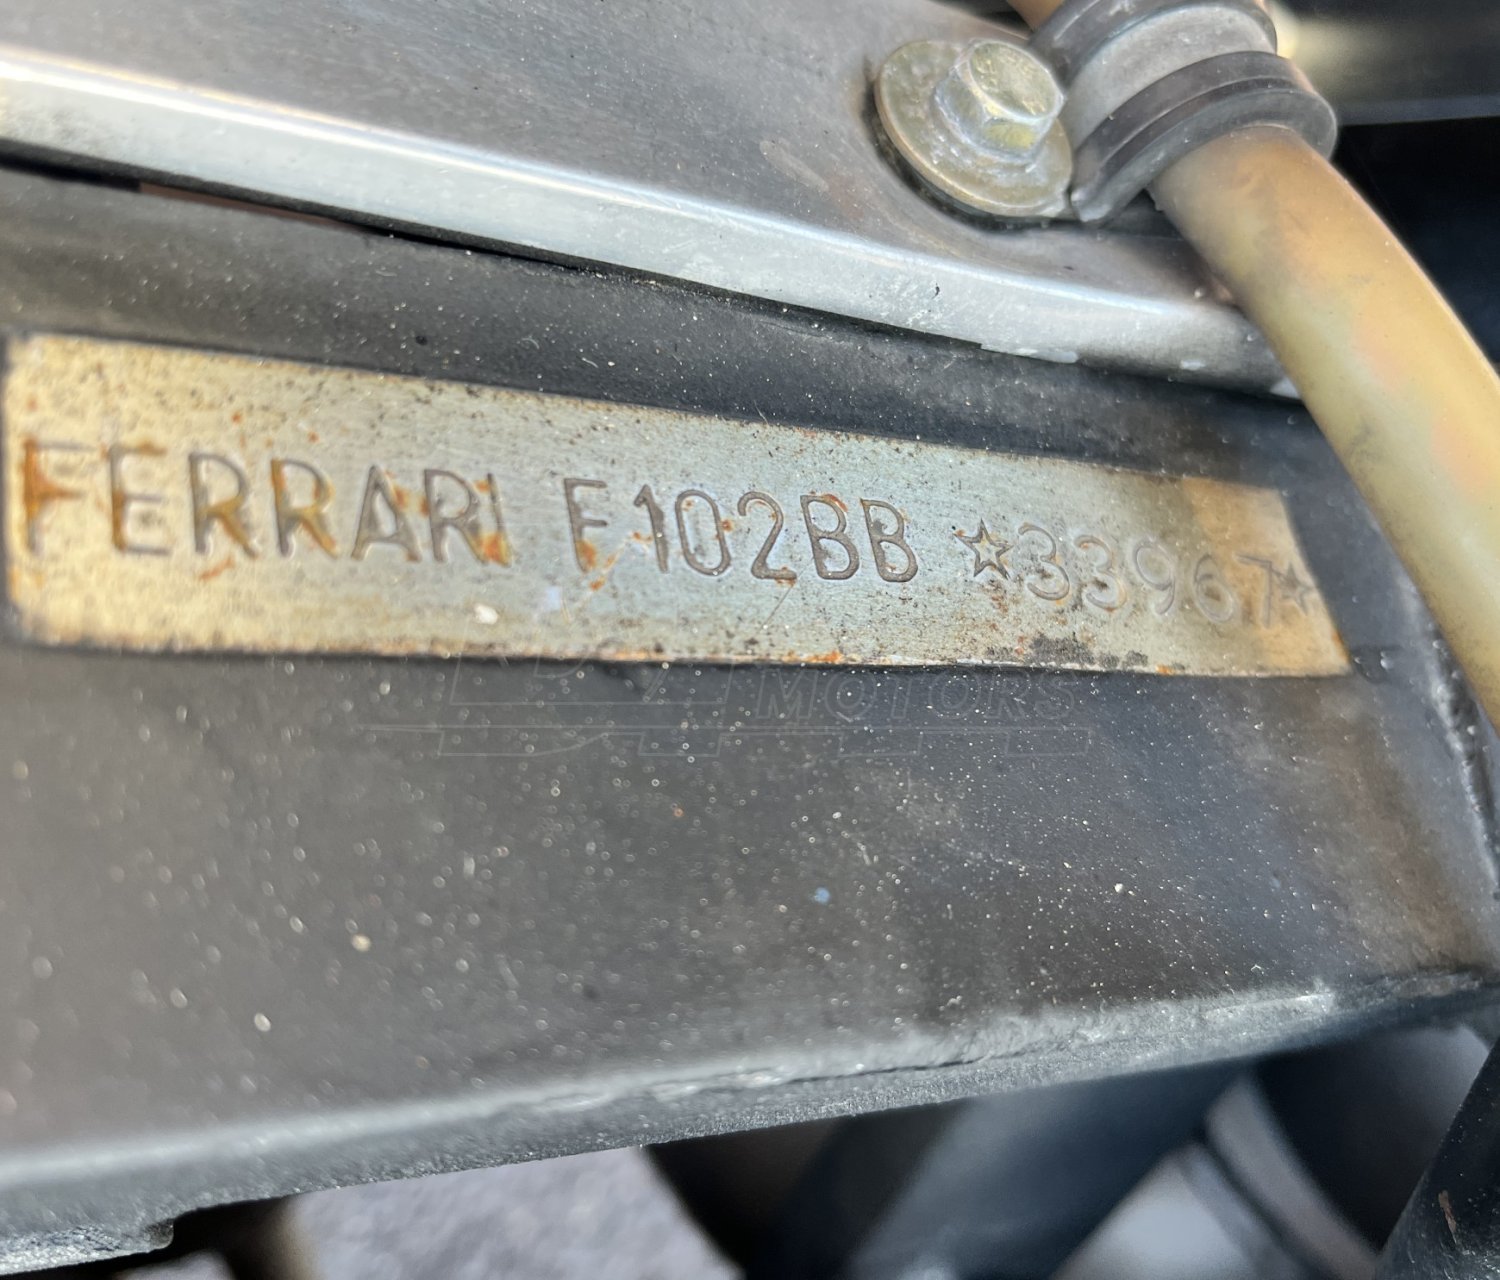 FERRARI F102BB ☆33967☆
MOTORS